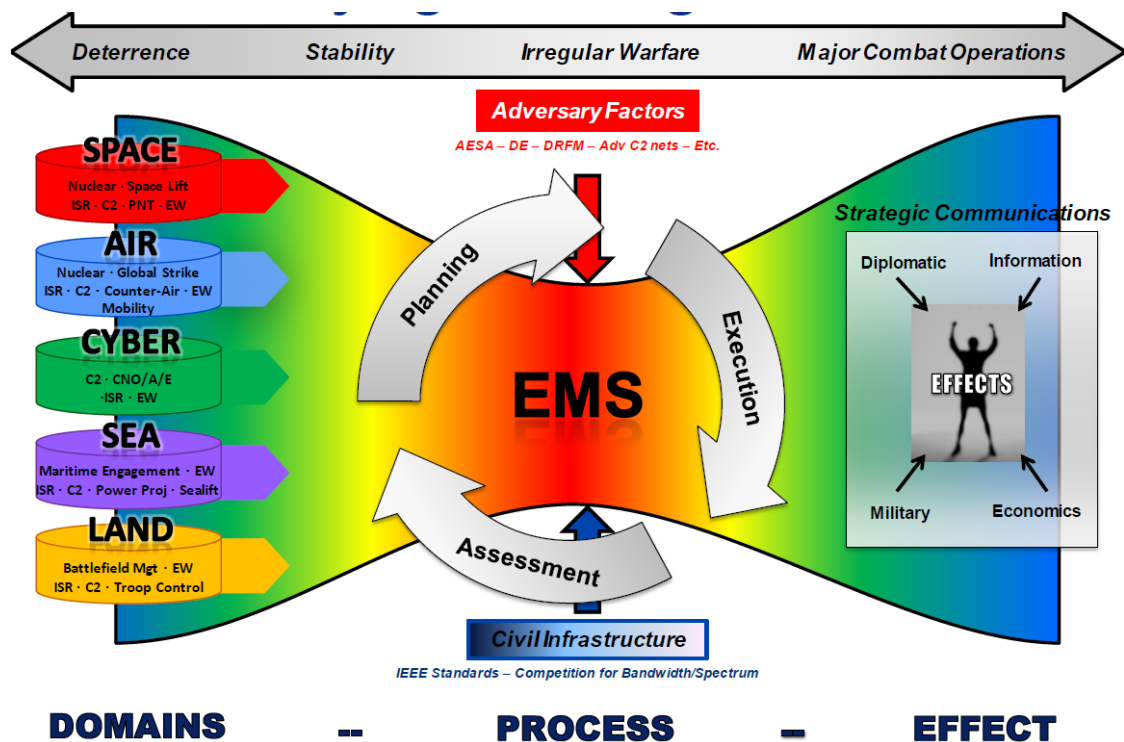 Deterrence
Stability
Irregular Warfare
Major Combat Operations
Adversary Factors
AESA – DE – DRFM – Adv C2 nets – Etc.
SPACE
Nuclear · Space Lift
ISR · C2 · PNT · EW
AIR
Nuclear · Global Strike
ISR · C2 · Counter-Air · EW
Mobility
CYBER
C2 · CNO/A/E
·ISR · EW
SEA
Maritime Engagement · EW
ISR · C2 · Power Proj · Sealift
LAND
Battlefield Mgt · EW
ISR · C2 · Troop Control
Planning
Execution
Assessment
EMS
Strategic Communications
Diplomatic
Information
EFFECTS
Military
Economics
Civil Infrastructure
IEEE Standards – Competition for Bandwidth/Spectrum
DOMAINS -- PROCESS -- EFFECT